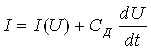 I = I(U) + C_Д dU/dt